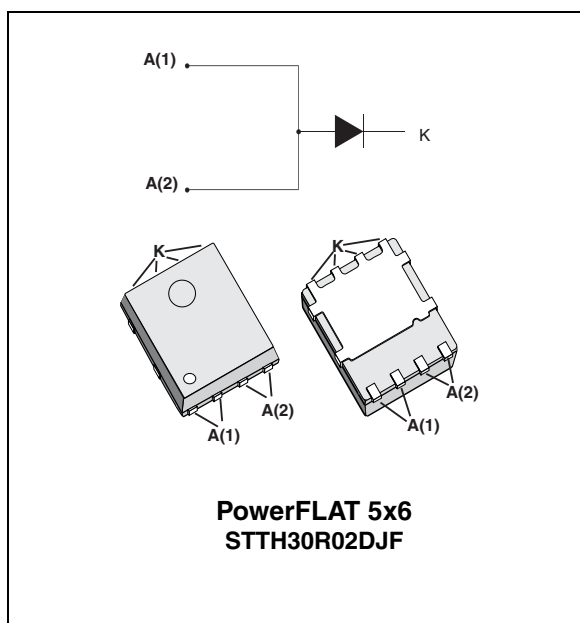 A(1)
K
A(2)
K
K
A(2)
A(2)
A(1)
A(1)
PowerFLAT 5x6
STTH30R02DJF